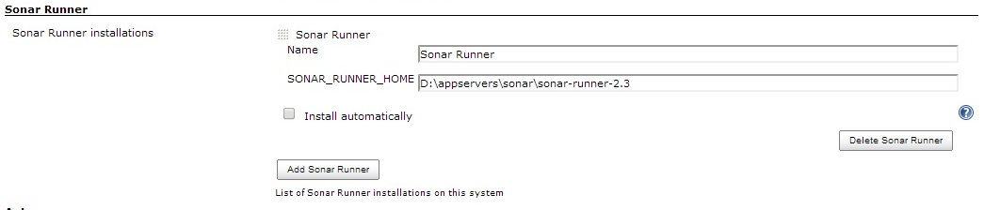 Sonar Runner
Sonar Runner installations
Sonar Runner
Name
Sonar Runner
SONAR_RUNNER_HOME
D:\appservers\sonar\sonar-runner-2.3
Install automatically
?
Delete Sonar Runner
Add Sonar Runner
List of Sonar Runner installations on this system